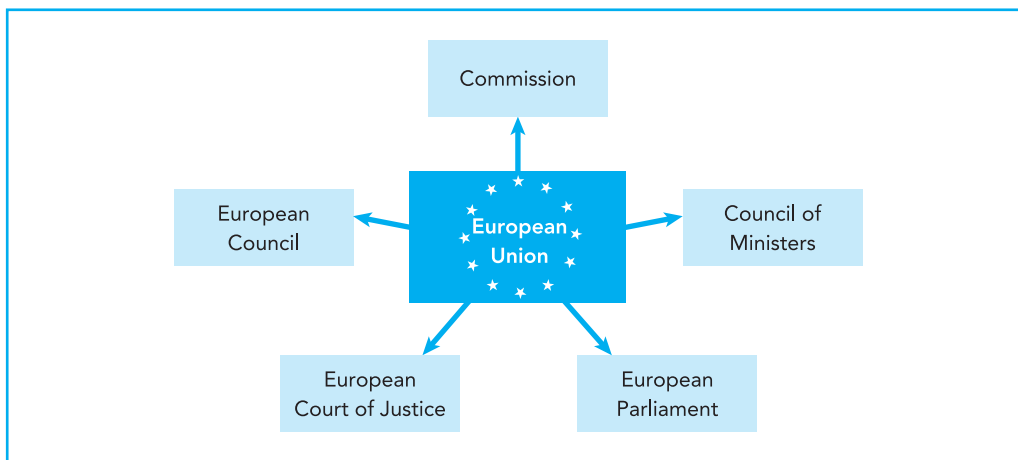 Commission
European
Council
European
Union
Council of
Ministers
European
Court of Justice
European
Parliament